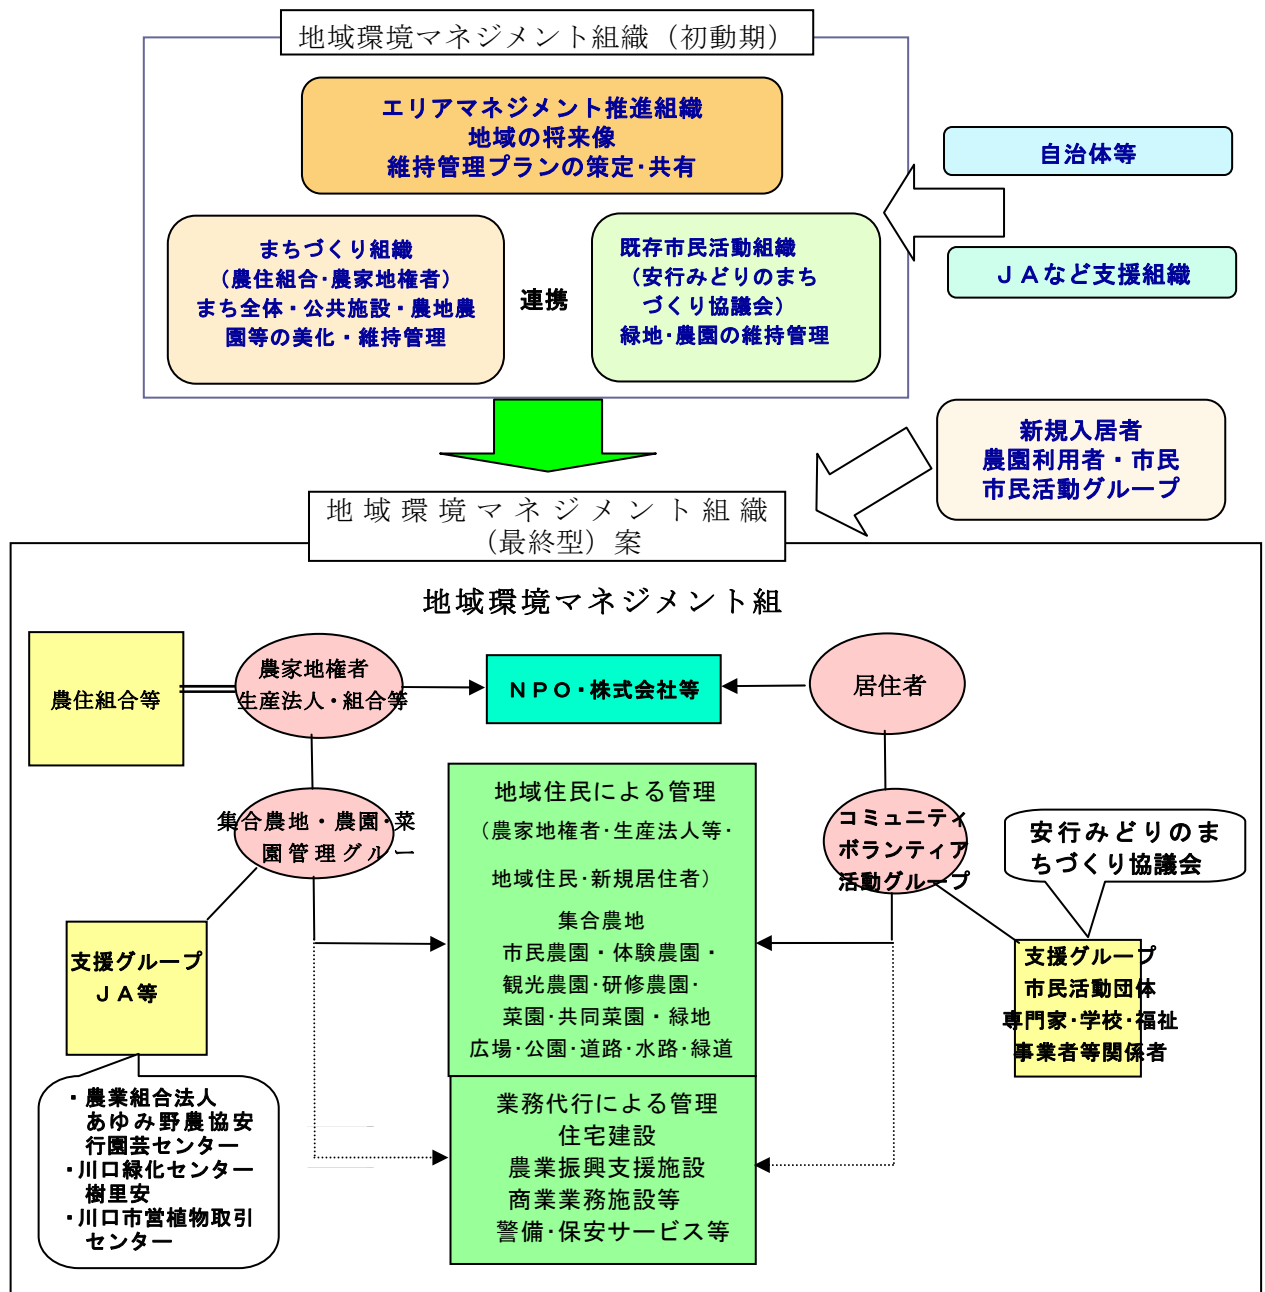 地域環境マネジメント組織（初動期）
エリアマネジメント推進組織
地域の将来像
維持管理プランの策定・共有
自治体等
ＪＡなど支援組織
まちづくり組織
（農住組合・農家地権者）
まち全体・公共施設・農地農
園等の美化・維持管理
連携
既存市民活動組織
（安行みどりのまち
づくり協議会）
緑地・農園の維持管理
新規入居者
農園利用者・市民
市民活動グループ
地域環境マネジメント組織
（最終型）案
地域環境マネジメント組
農住組合等
農家地権者
生産法人・組合等
ＮＰＯ・株式会社等
居住者
集合農地・農園・菜
園管理グルー
地域住民による管理
（農家地権者・生産法人等・
地域住民・新規居住者）
集合農地
市民農園・体験農園・
観光農園・研修農園・
菜園・共同菜園・緑地
広場・公園・道路・水路・緑道
コミュニティ
ボランティア
活動グループ
安行みどりのま
ちづくり協議会
支援グループ
ＪＡ等
支援グループ
市民活動団体
専門家・学校・福祉
事業者等関係者
・農業組合法人
あゆみ野農協安
行園芸センター
・川口緑化センター
樹里安
・川口市営植物取引
センター
業務代行による管理
住宅建設
農業振興支援施設
商業業務施設等
警備・保安サービス等